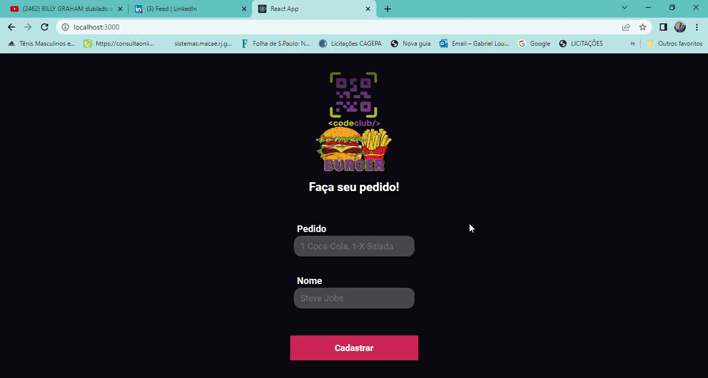 (2462) BILLY GRAHAM dublado
(3) Feed | LinkedIn
React App
localhost:3000
Tênis Masculinos e...
https://consultaonli...
sistemas.macae.rj.g...
Folha de S.Paulo: N...
Licitações CAGEPA
Nova guia
Email – Gabriel Lou...
Google
LICITAÇÕES
»
Outros favoritos
<codeclub/>
BURGER
Faça seu pedido!
Pedido
1 Coca-Cola, 1-X Salada
Nome
Steve Jobs
Cadastrar